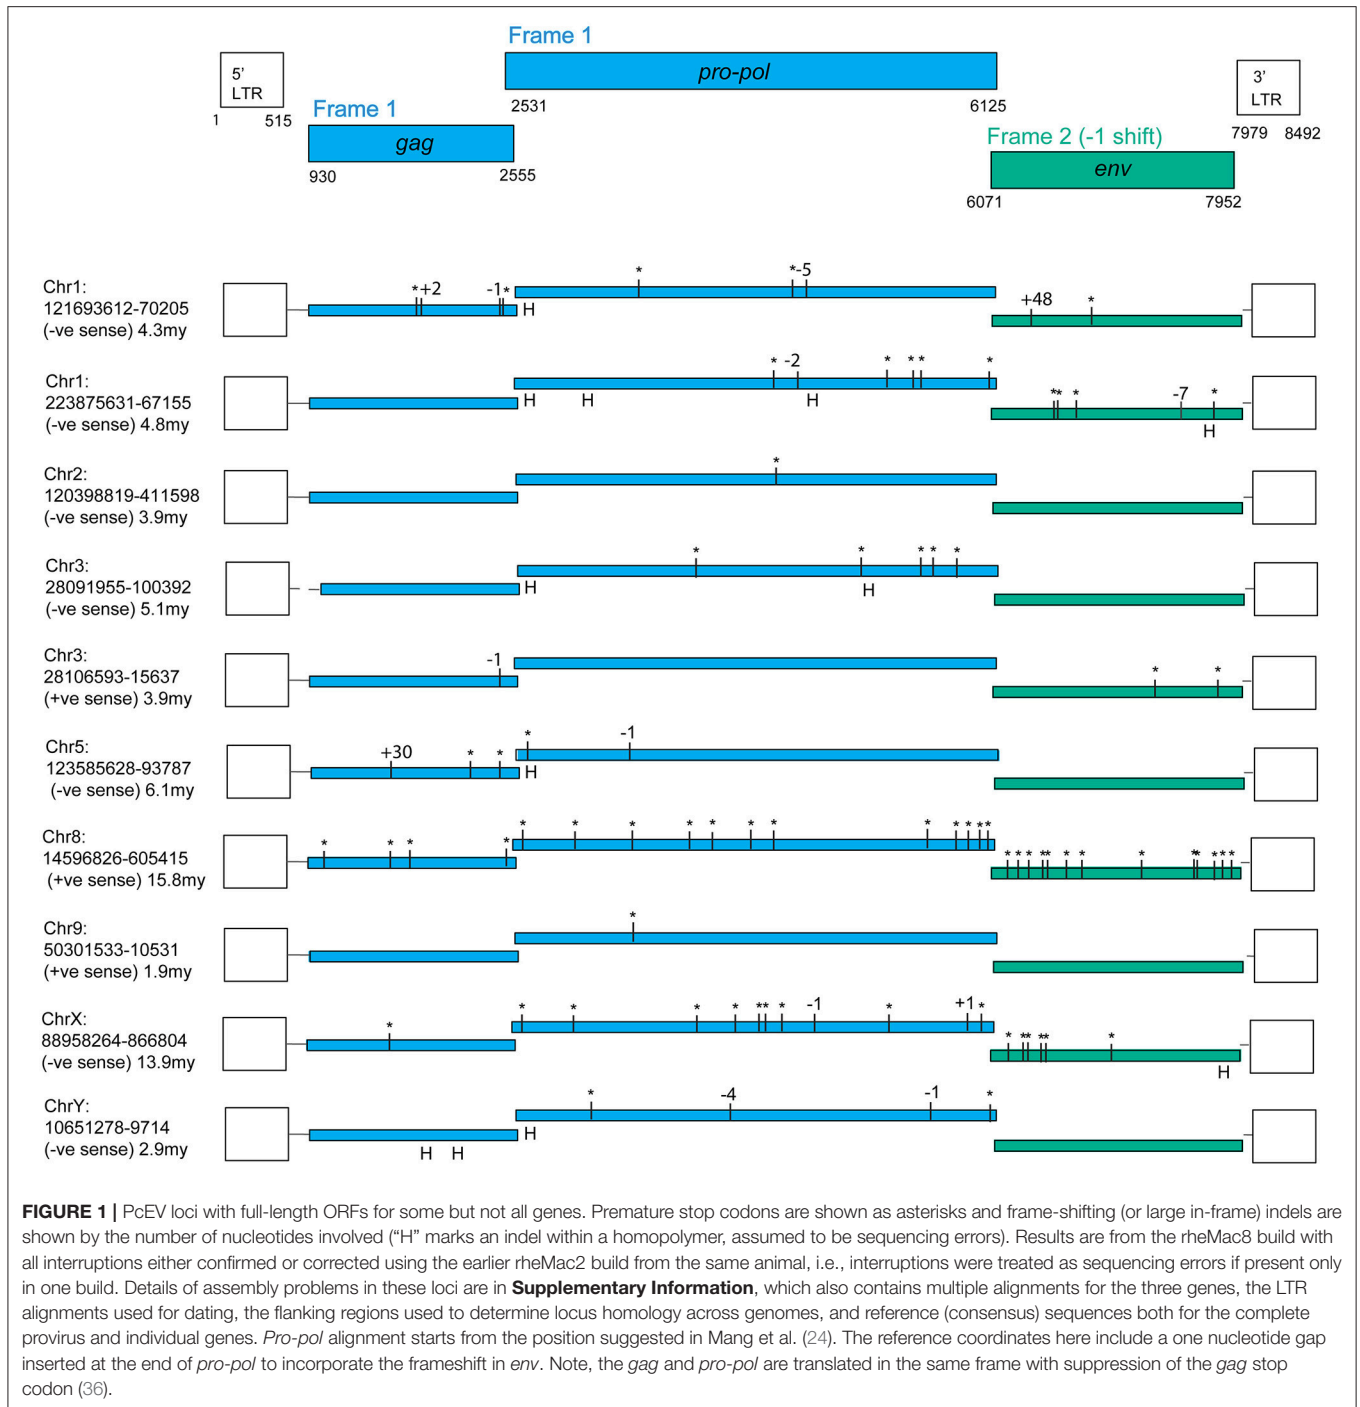 Frame 1
5'
LTR
pro-pol
3'
LTR
1 515
2531 6125
7979 8492
Frame 1
gag
Frame 2 (-1 shift)
env
930 2555
6071 7952
Chr1:
121693612-70205
(-ve sense) 4.3my
* +2 -1 * * * -5 +48 *
H
Chr1:
223875631-67155
(-ve sense) 4.8my
* -2 * * * * * * * -7 *
H H H H
Chr2:
120398819-411598
(-ve sense) 3.9my
*
Chr3:
28091955-100392
(-ve sense) 5.1my
* * * * *
H H
Chr3:
28106593-15637
(+ve sense) 3.9my
-1 * *
Chr5:
123585628-93787
(-ve sense) 6.1my
+30 * * * -1
H
Chr8:
14596826-605415
(+ve sense) 15.8my
* * * * * * * * * * * * * * * * * * * * * * * * * * * * *
Chr9:
50301533-10531
(+ve sense) 1.9my
*
ChrX:
88958264-866804
(-ve sense) 13.9my
* * * * * * * * -1 * +1 * * * * * * *
H
ChrY:
10651278-9714
(-ve sense) 2.9my
* -4 -1 *
H H H
FIGURE 1 | PcEV loci with full-length ORFs for some but not all genes. Premature stop codons are shown as asterisks and frame-shifting (or large in-frame) indels are
shown by the number of nucleotides involved (“H” marks an indel within a homopolymer, assumed to be sequencing errors). Results are from the rheMac8 build with
all interruptions either confirmed or corrected using the earlier rheMac2 build from the same animal, i.e., interruptions were treated as sequencing errors if present only
in one build. Details of assembly problems in these loci are in Supplementary Information, which also contains multiple alignments for the three genes, the LTR
alignments used for dating, the flanking regions used to determine locus homology across genomes, and reference (consensus) sequences both for the complete
provirus and individual genes. Pro-pol alignment starts from the position suggested in Mang et al. (24). The reference coordinates here include a one nucleotide gap
inserted at the end of pro-pol to incorporate the frameshift in env. Note, the gag and pro-pol are translated in the same frame with suppression of the gag stop
codon (36).